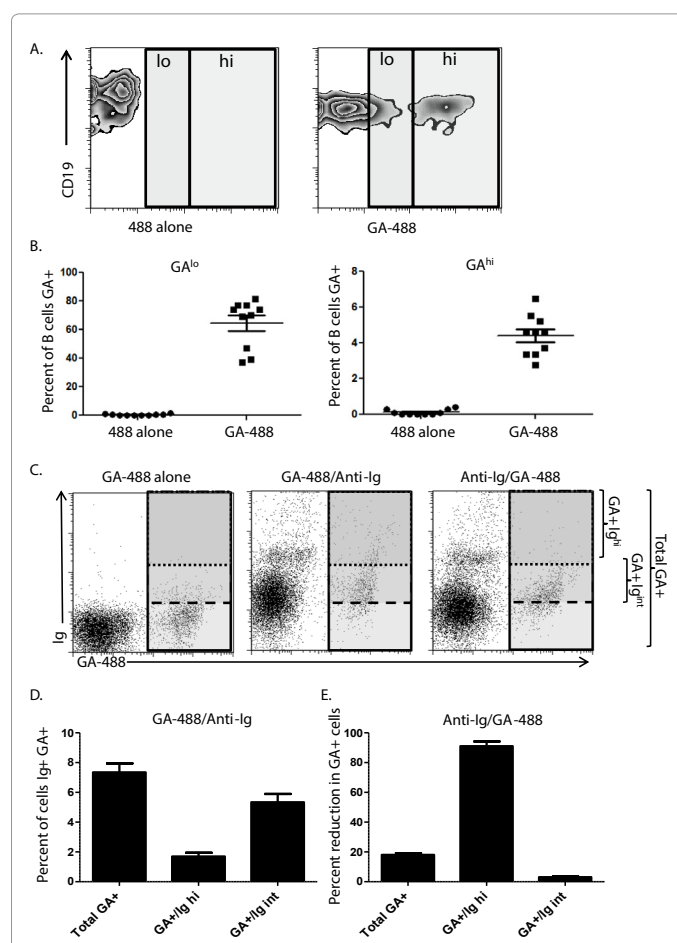 A.
lo
hi
lo
hi
CD19
488 alone
GA-488
B.
GAlo
GAhi
Percent of B cells GA+
100
80
60
40
20
0
488 alone
GA-488
Percent of B cells GA+
8
6
4
2
0
488 alone
GA-488
C.
GA-488 alone
GA-488/Anti-Ig
Anti-Ig/GA-488
Ig
GA-488
GA+ Ighi
GA+ Igint
Total GA+
D.
GA-488/Anti-Ig
Percent of cells Ig+ GA+
10
8
6
4
2
0
Total GA+
GA+/Ig hi
GA+/Ig int
E.
Anti-Ig/GA-488
Percent reduction in GA+ cells
100
80
60
40
20
0
Total GA+
GA+/Ig hi
GA+/Ig int